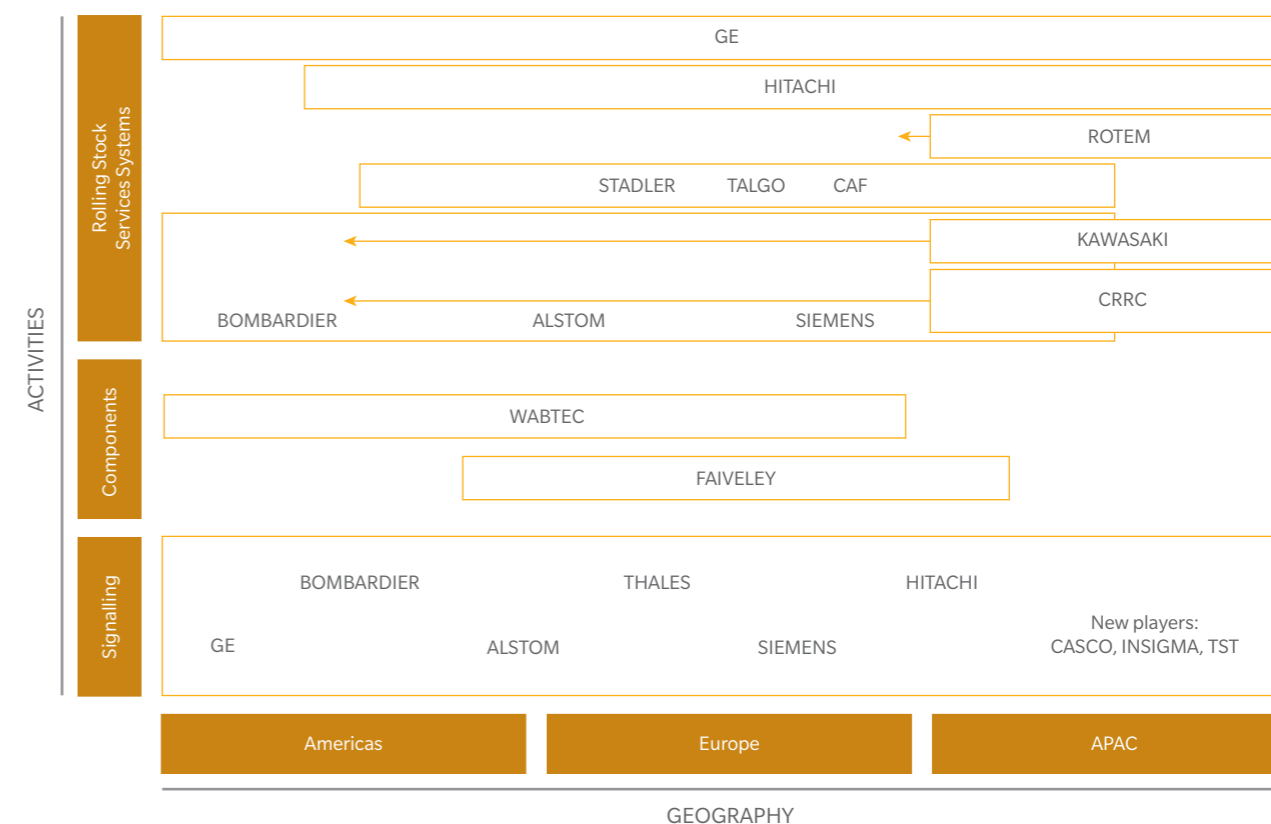 ACTIVITIES
Rolling Stock
Services Systems
GE
HITACHI
ROTEM
STADLER TALGO CAF
KAWASAKI
CRRC
BOMBARDIER ALSTOM SIEMENS
Components
WABTEC
FAIVELEY
Signalling
BOMBARDIER THALES HITACHI
GE ALSTOM SIEMENS
New players:
CASCO, INSIGMA, TST
Americas Europe APAC
GEOGRAPHY